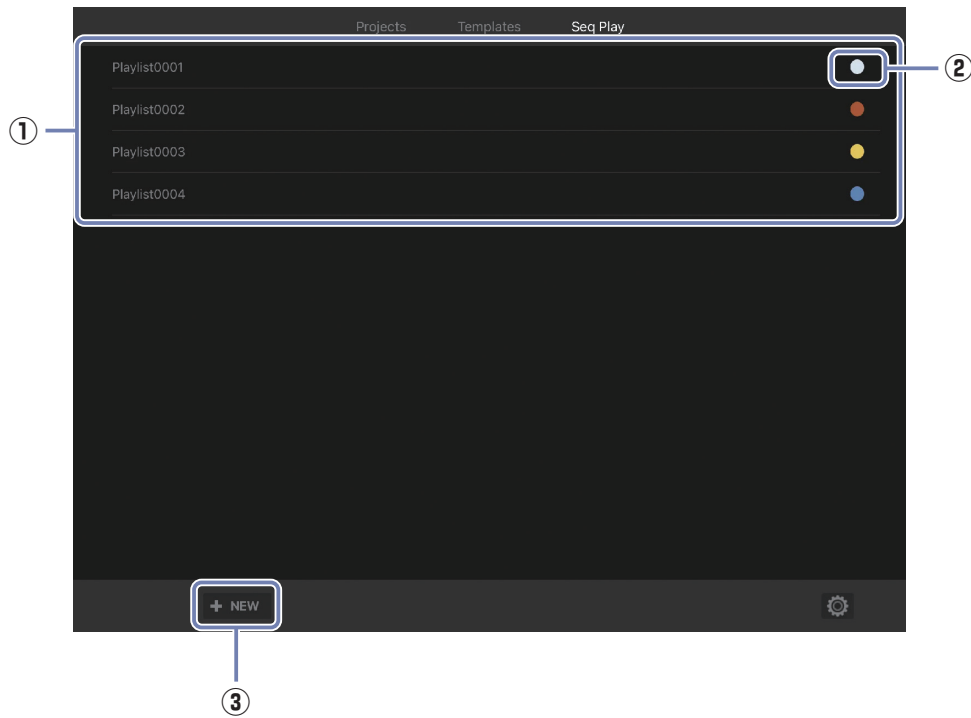 Projects Templates Seq Play
Playlist0001
②
Playlist0002
①
Playlist0003
Playlist0004
+ NEW
③